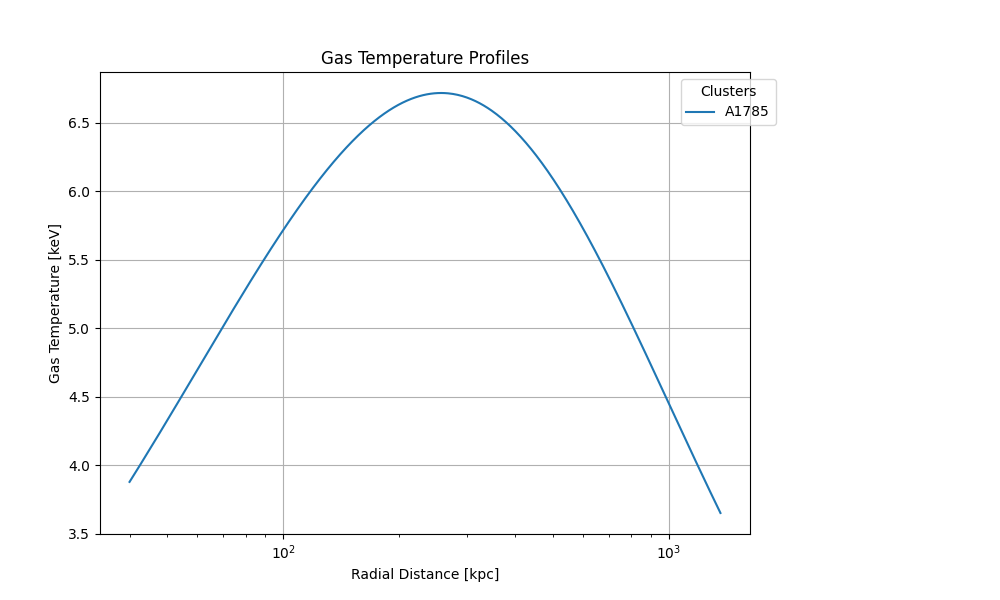 Gas Temperature Profiles
Clusters
A1785
Gas Temperature [keV]
6.5
6.0
5.5
5.0
4.5
4.0
3.5
10²
10³
Radial Distance [kpc]